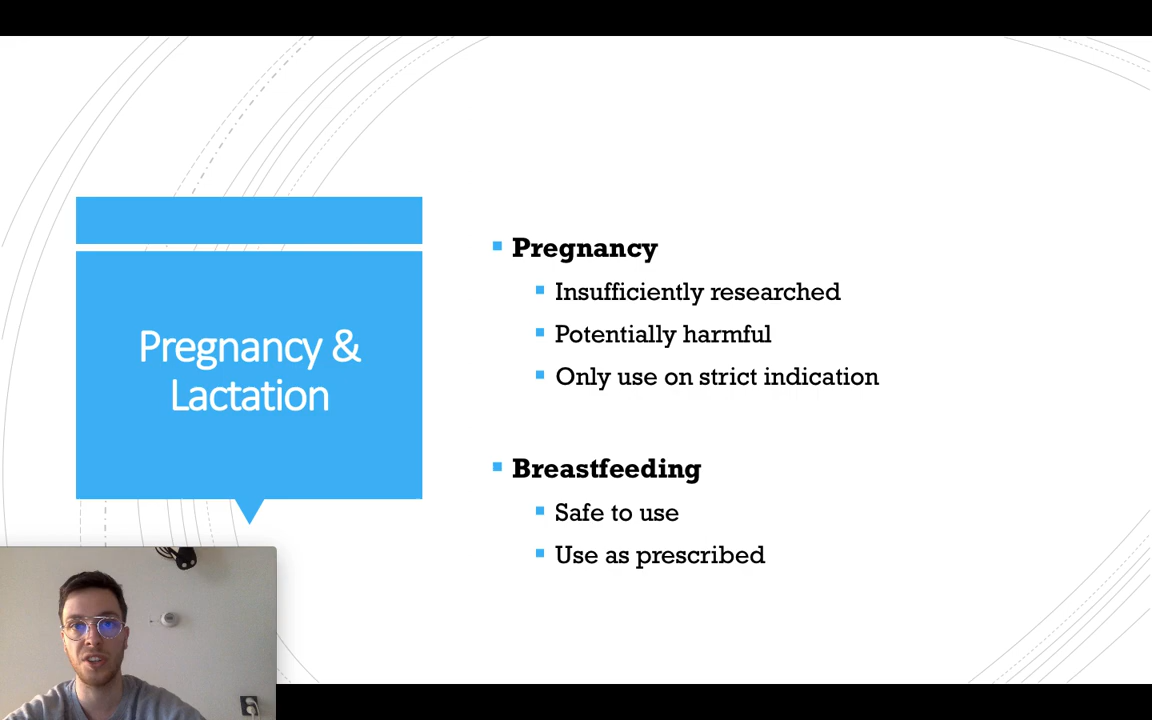 Pregnancy &
Lactation
Pregnancy
Insufficiently researched
Potentially harmful
Only use on strict indication
Breastfeeding
Safe to use
Use as prescribed